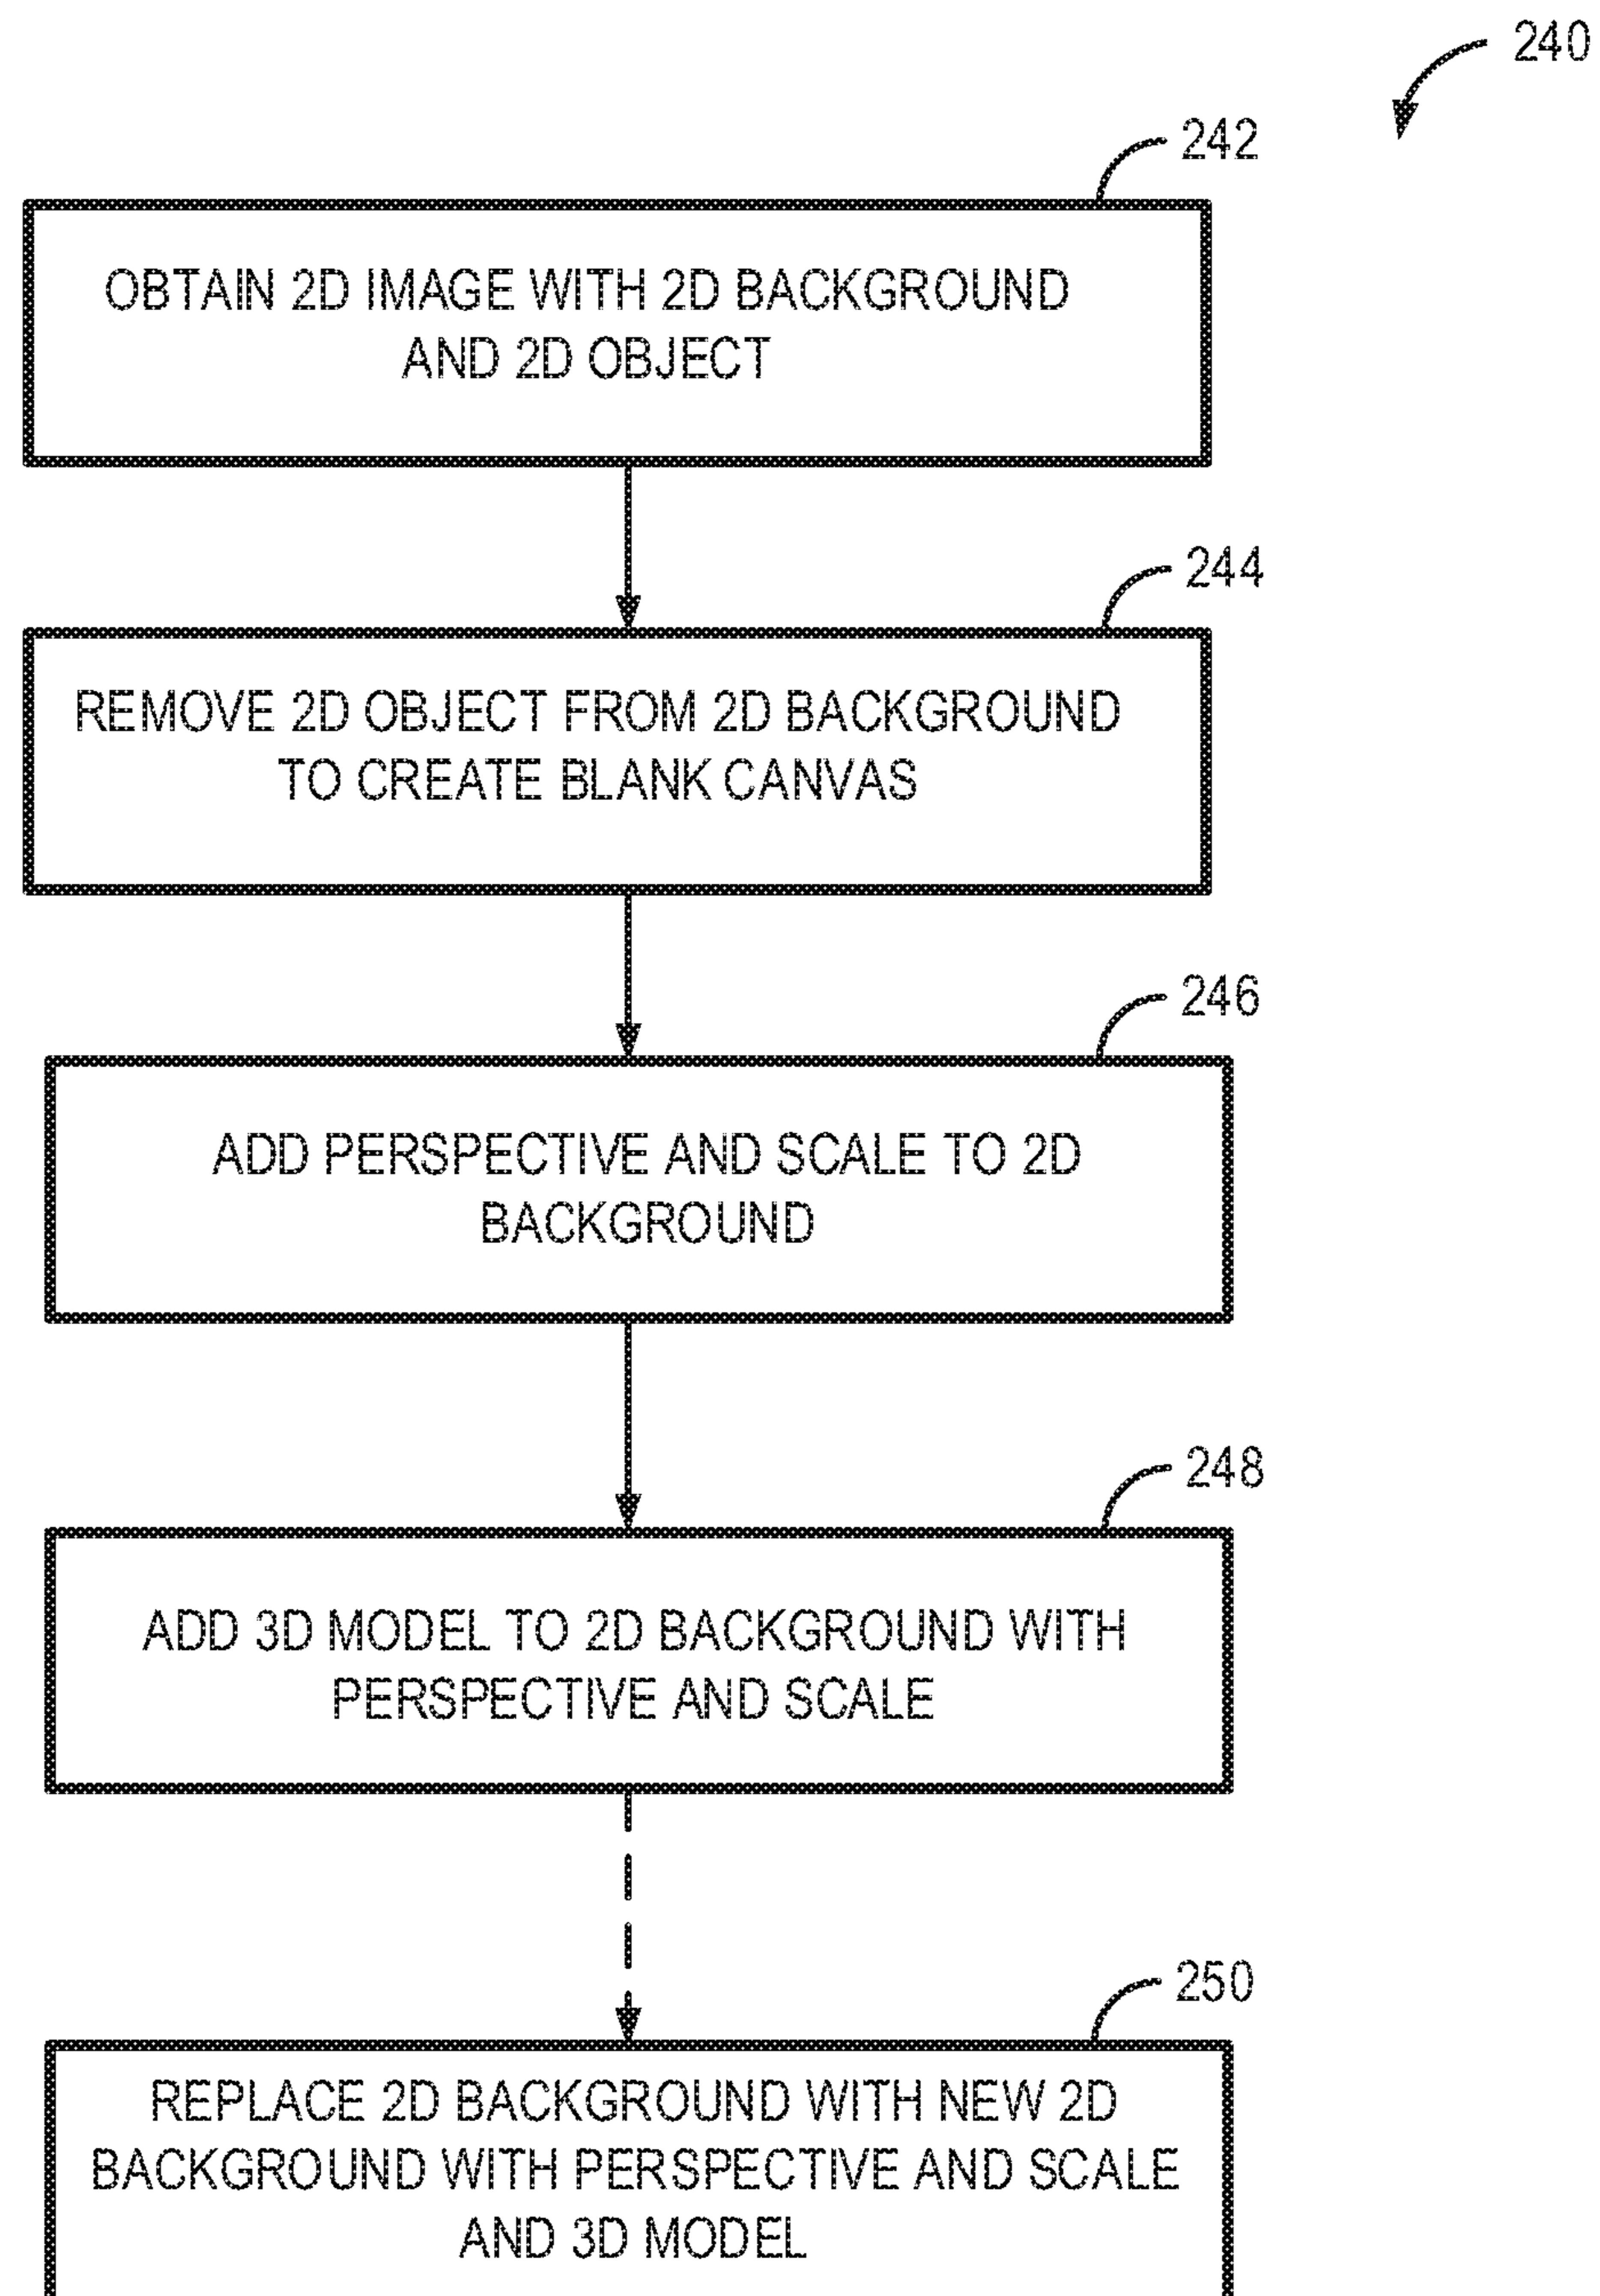 240
242
OBTAIN 2D IMAGE WITH 2D BACKGROUND
AND 2D OBJECT
244
REMOVE 2D OBJECT FROM 2D BACKGROUND
TO CREATE BLANK CANVAS
246
ADD PERSPECTIVE AND SCALE TO 2D
BACKGROUND
248
ADD 3D MODEL TO 2D BACKGROUND WITH
PERSPECTIVE AND SCALE
250
REPLACE 2D BACKGROUND WITH NEW 2D
BACKGROUND WITH PERSPECTIVE AND SCALE
AND 3D MODEL